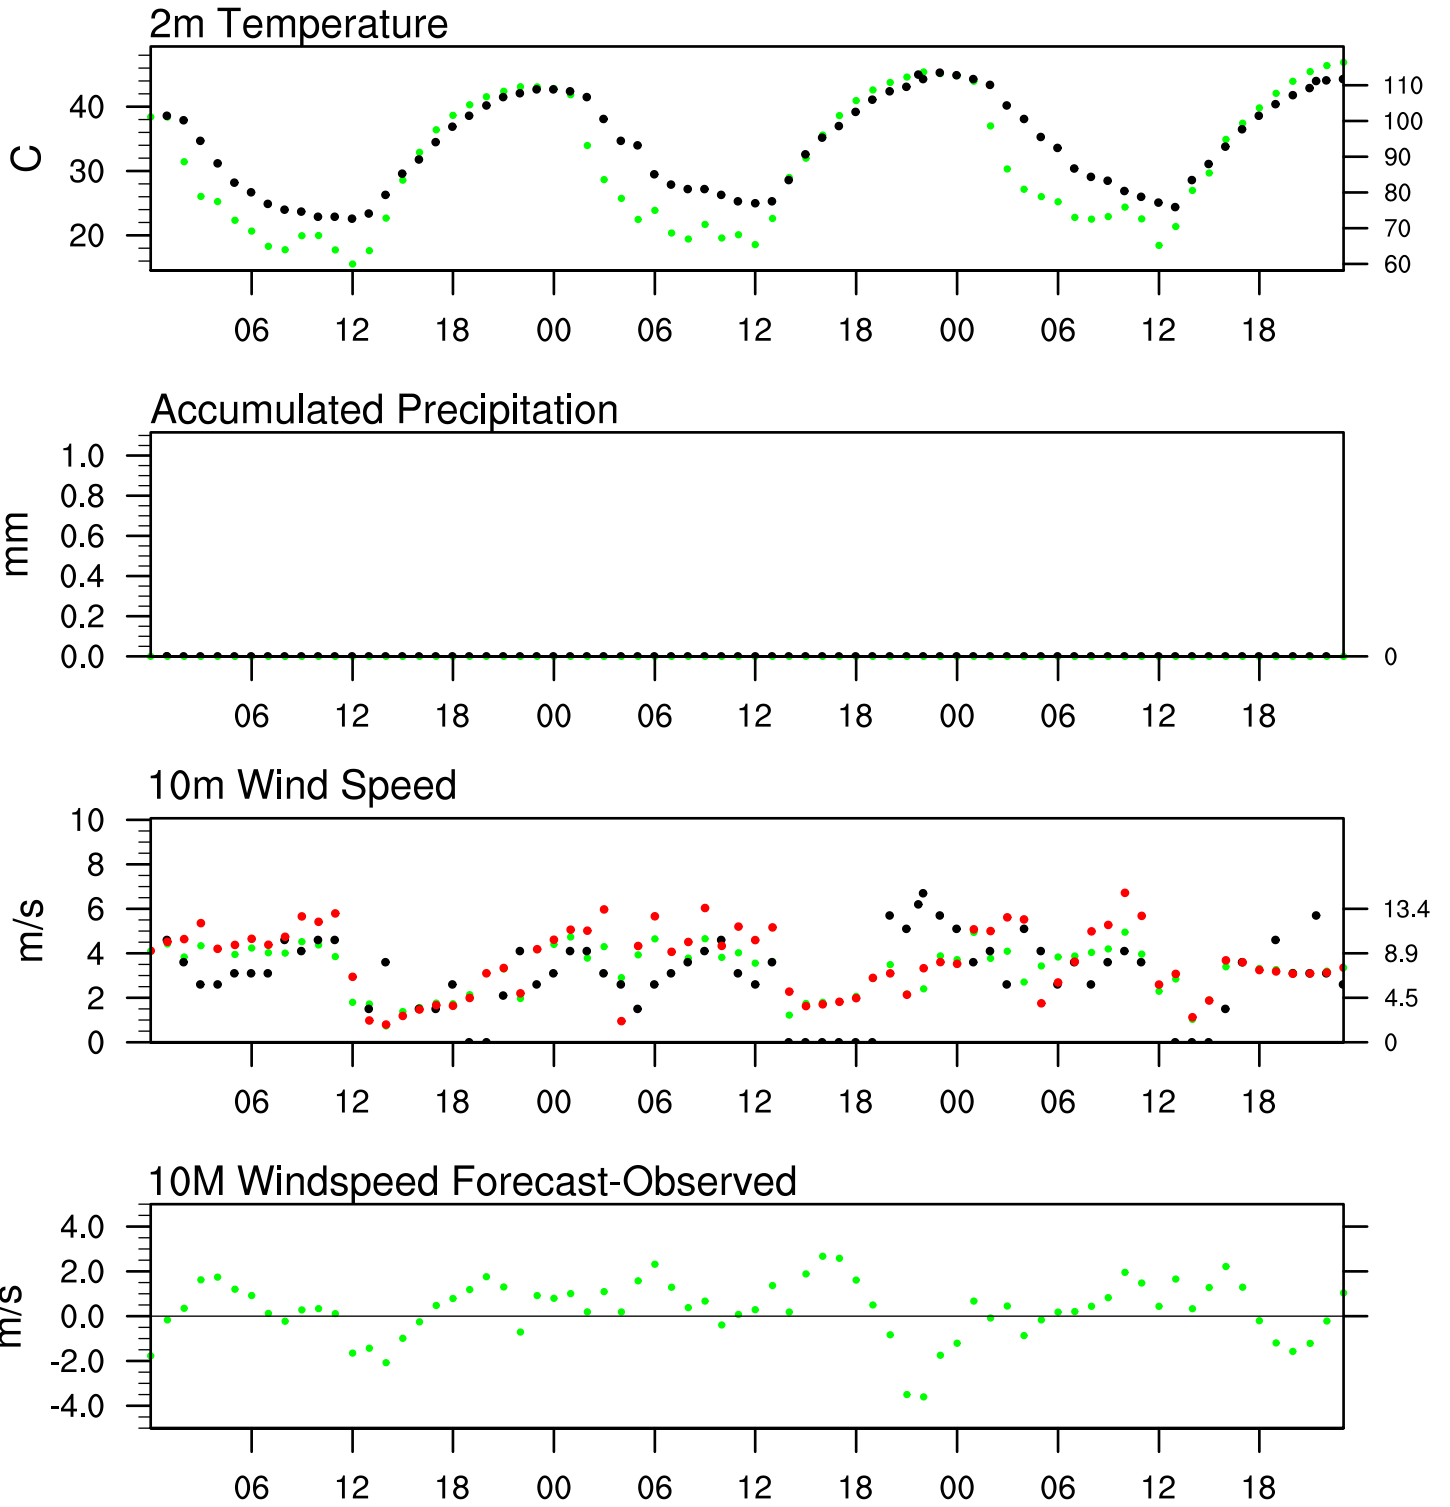 2m Temperature
C
40
30
20
110
100
90
80
70
60
06 12 18 00 06 12 18 00 06 12 18
Accumulated Precipitation
mm
1.0
0.8
0.6
0.4
0.2
0.0
0
06 12 18 00 06 12 18 00 06 12 18
10m Wind Speed
m/s
10
8
6
4
2
0
13.4
8.9
4.5
0
06 12 18 00 06 12 18 00 06 12 18
10M Windspeed Forecast-Observed
m/s
4.0
2.0
0.0
-2.0
-4.0
06 12 18 00 06 12 18 00 06 12 18